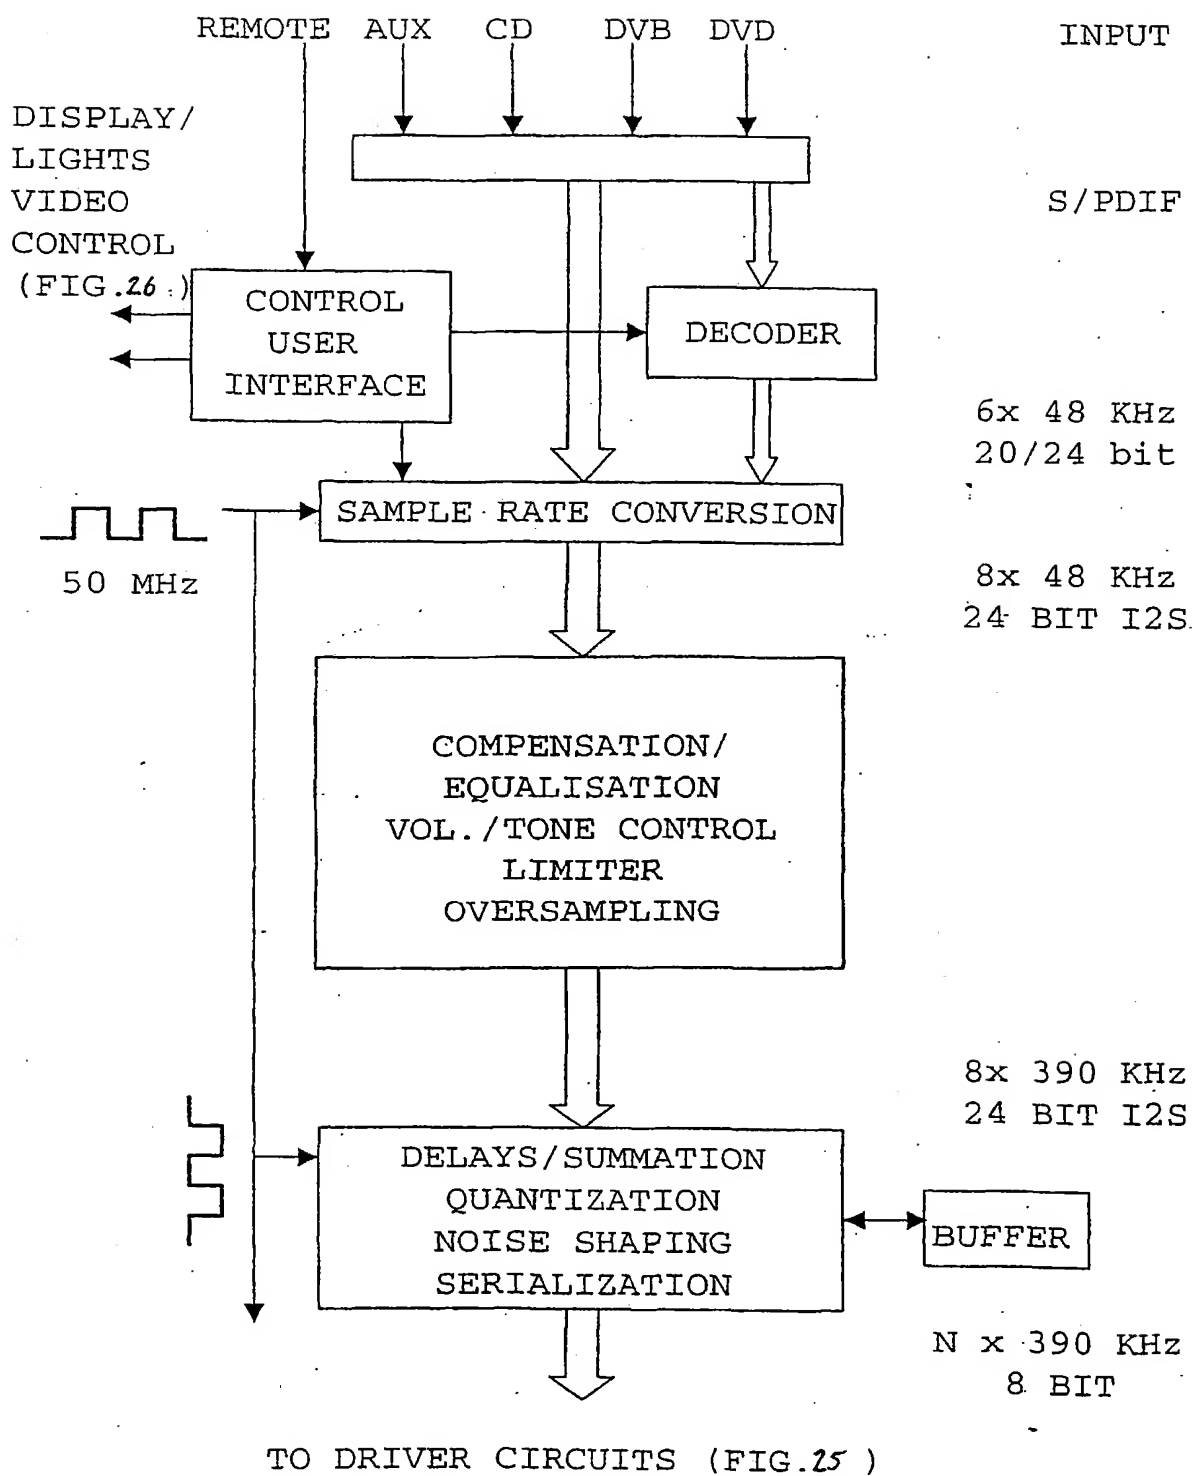 REMOTE AUX CD DVB DVD INPUT
DISPLAY/
LIGHTS
VIDEO
CONTROL
(FIG.26.)
S/PDIF
CONTROL
USER
INTERFACE
DECODER
6x 48 KHz
20/24 bit
SAMPLE RATE CONVERSION
50 MHz
8x 48 KHz
24 BIT I2S
COMPENSATION/
EQUALISATION
VOL./TONE CONTROL
LIMITER
OVERSAMPLING
8x 390 KHz
24 BIT I2S
DELAYS/SUMMATION
QUANTIZATION
NOISE SHAPING
SERIALIZATION
BUFFER
N x 390 KHz
8 BIT
TO DRIVER CIRCUITS (FIG.25 )